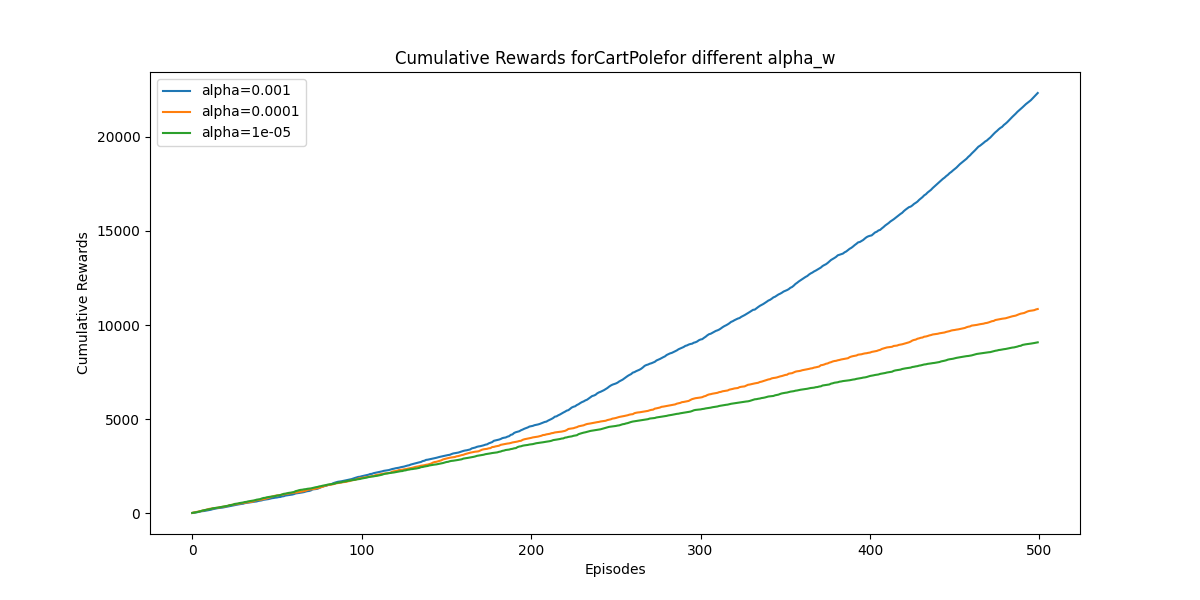 Cumulative Rewards forCartPolefor different alpha_w
alpha=0.001
alpha=0.0001
alpha=1e-05
Cumulative Rewards
20000
15000
10000
5000
0
0 100 200 300 400 500
Episodes